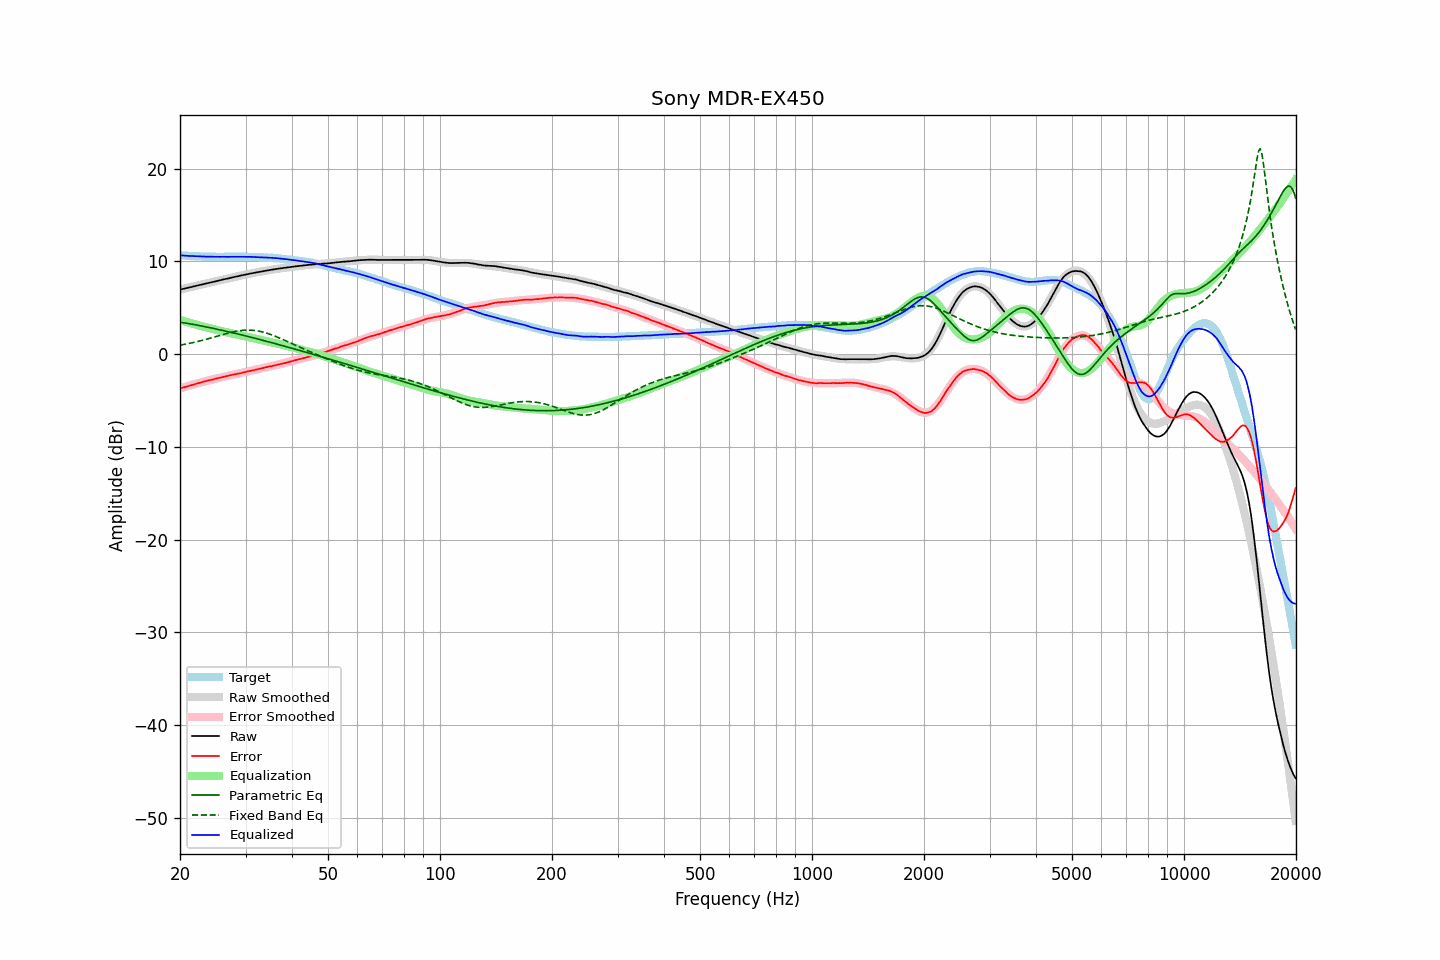 Sony MDR-EX450
Amplitude (dBr)
20
10
0
−10
−20
−30
−40
−50
Target
Raw Smoothed
Error Smoothed
Raw
Error
Equalization
Parametric Eq
Fixed Band Eq
Equalized
20 50 100 200 500 1000 2000 5000 10000 20000
Frequency (Hz)